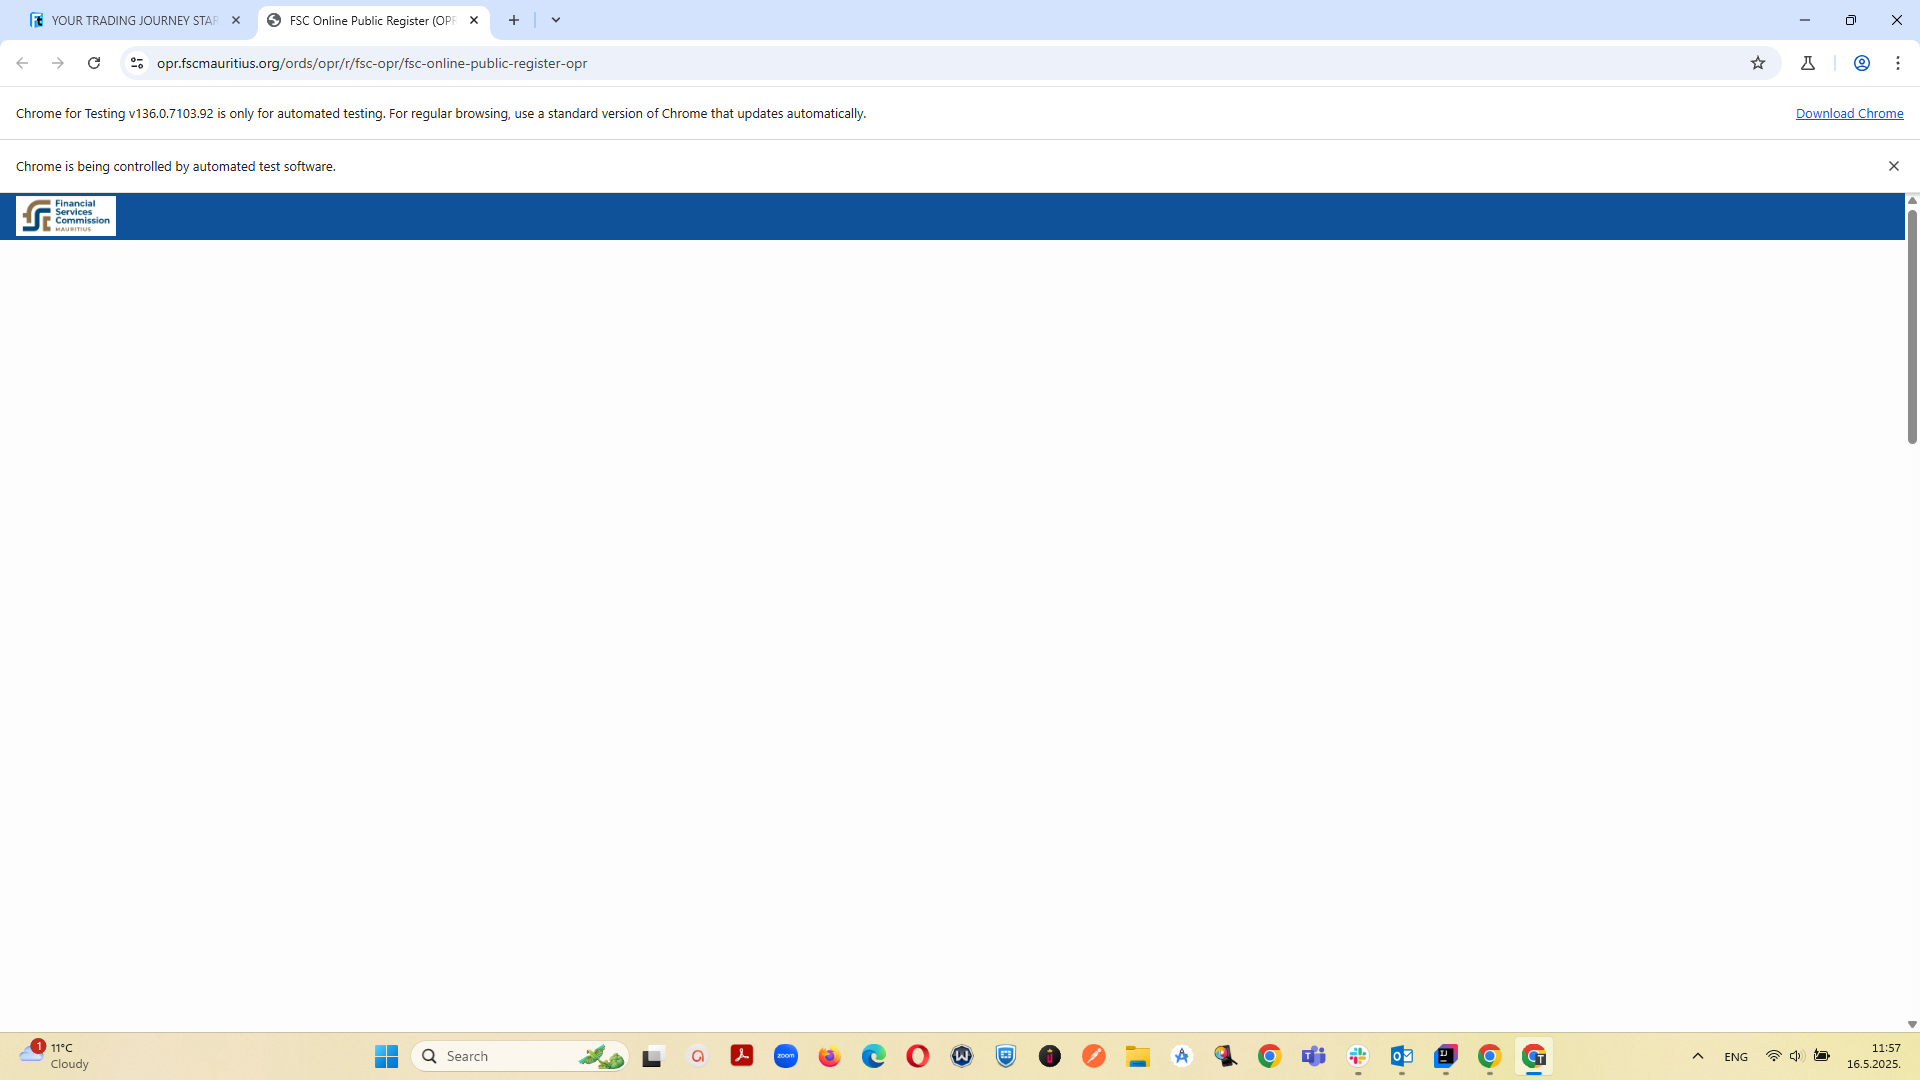 YOUR TRADING JOURNEY STAR
FSC Online Public Register (OPR
opr.fscmauritius.org/ords/opr/r/fsc-opr/fsc-online-public-register-opr
Chrome for Testing v136.0.7103.92 is only for automated testing. For regular browsing, use a standard version of Chrome that updates automatically.
Download Chrome
Chrome is being controlled by automated test software.
Financial
Services
Commission
MAURITIUS
1
11°C
Cloudy
Search
zoom
ENG
11:57
16.5.2025.